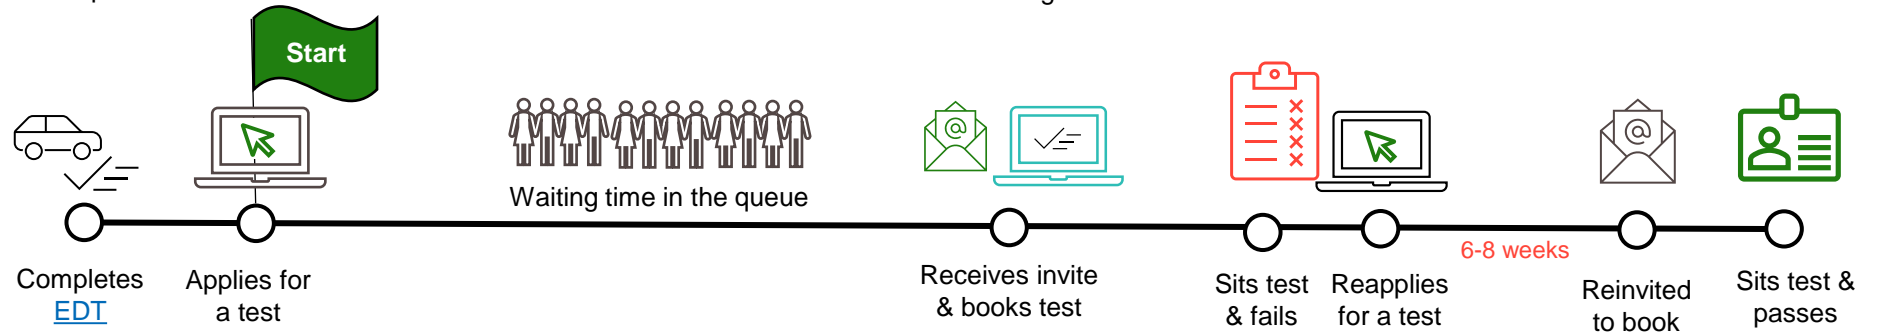 Start
Waiting time in the queue
6-8 weeks
Completes
EDT
Applies for
a test
Receives invite
& books test
Sits test
& fails
Reapplies
for a test
Reinvited
to book
Sits test &
passes